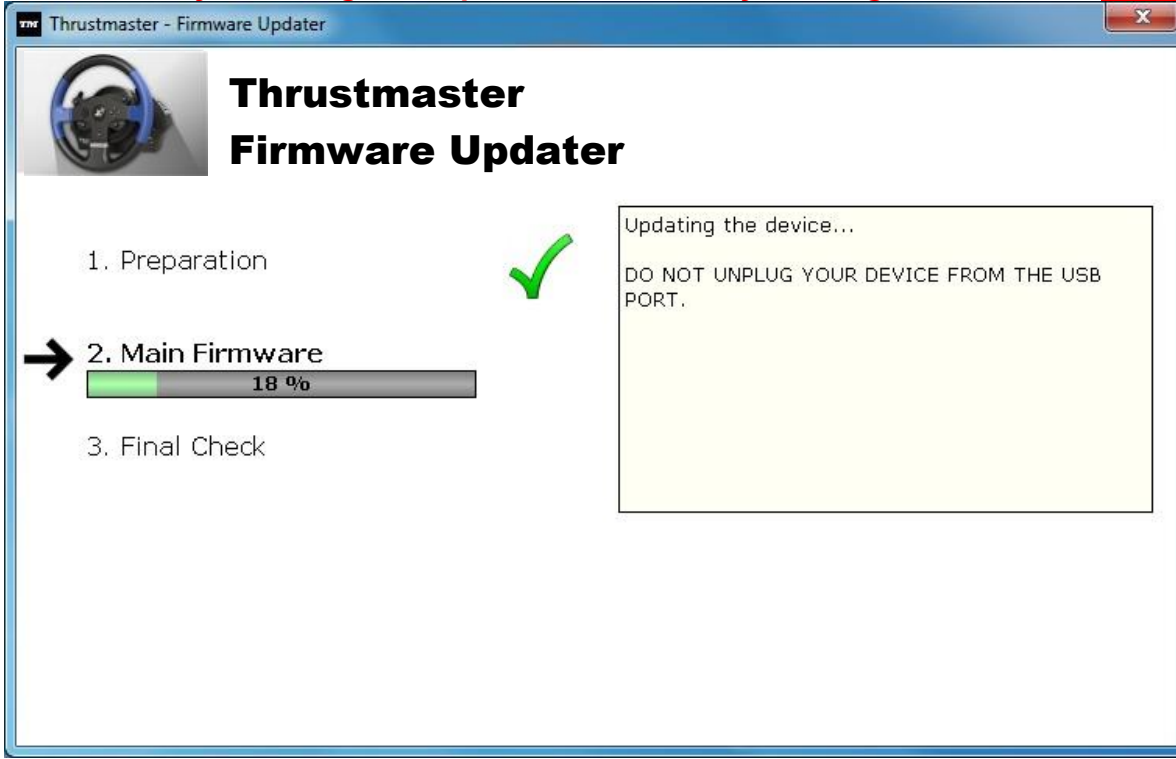 Thrustmaster - Firmware Updater
Thrustmaster
Firmware Updater
1. Preparation
2. Main Firmware
18 %
3. Final Check
Updating the device...
DO NOT UNPLUG YOUR DEVICE FROM THE USB
PORT.